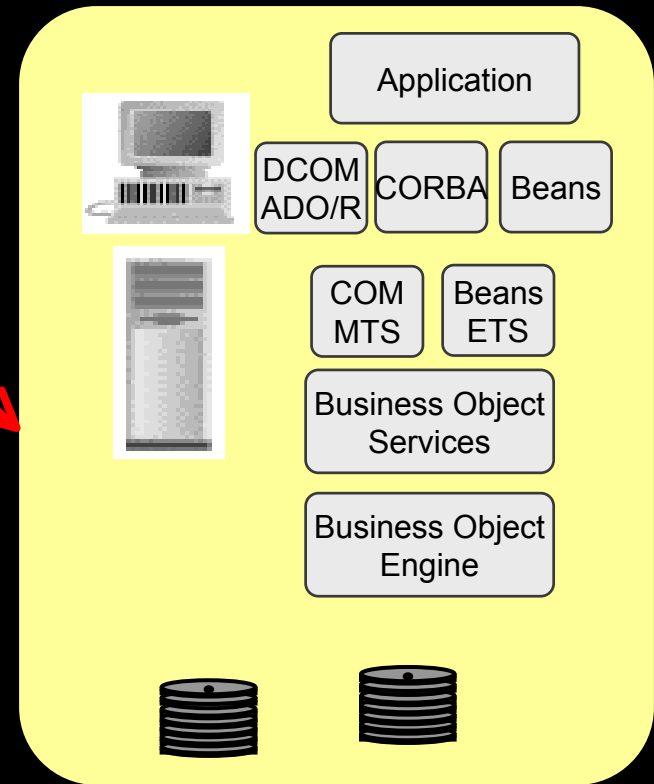 Application
DCOM
ADO/R
CORBA
Beans
COM
MTS
Beans
ETS
Business Object
Services
Business Object
Engine